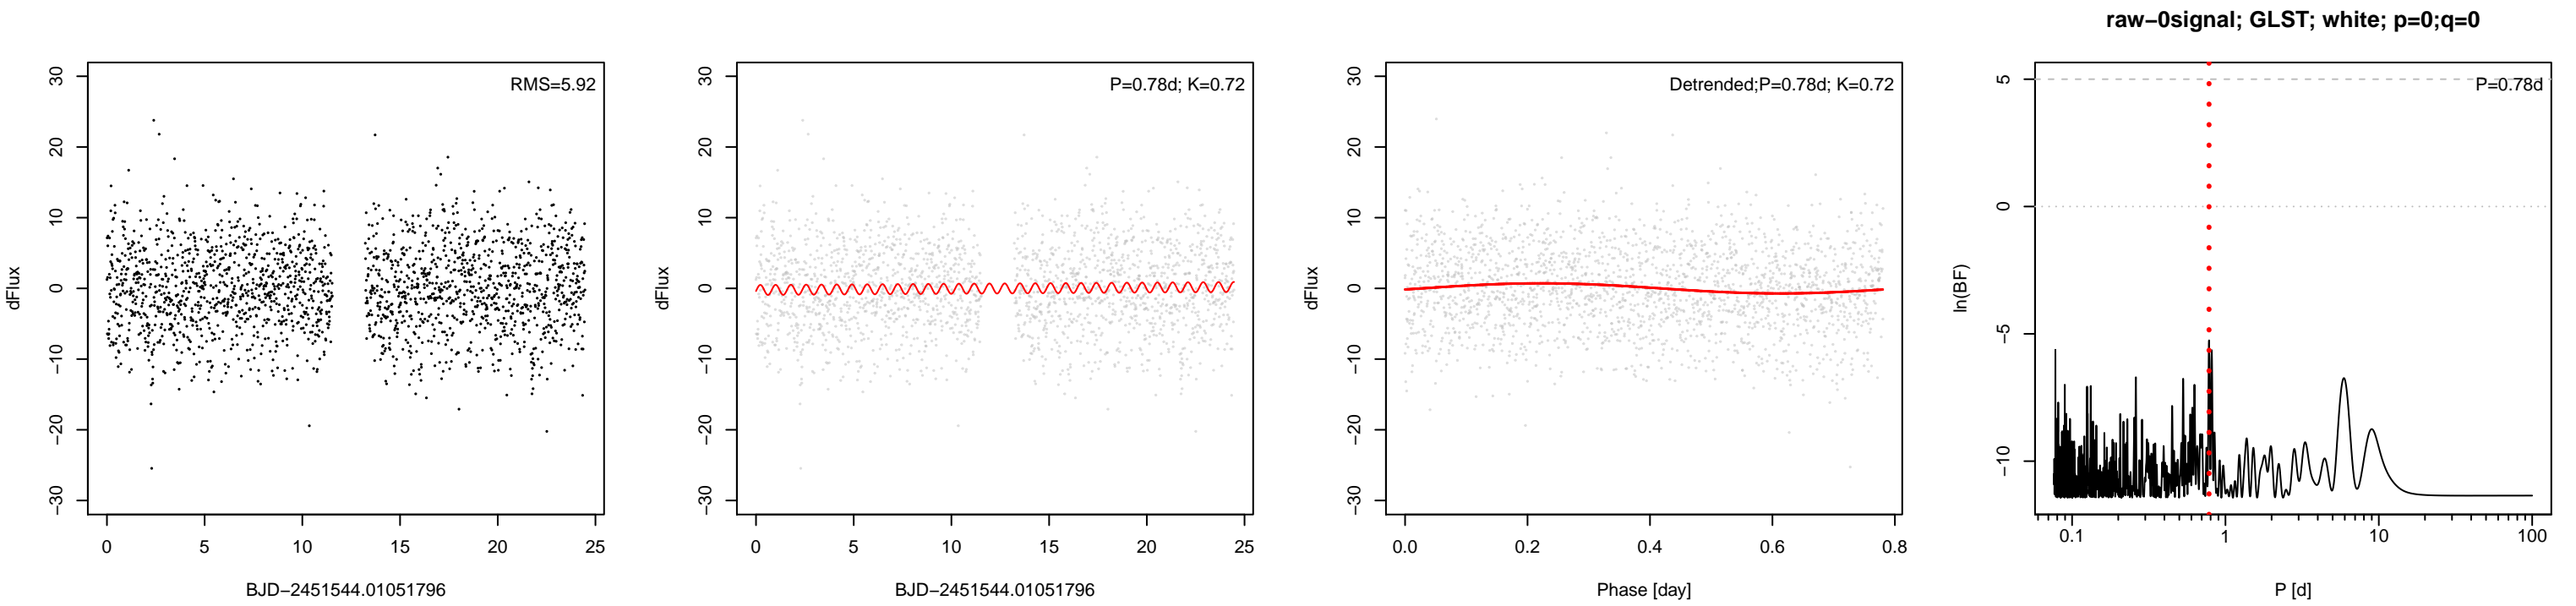 raw−0signal; GLST; white; p=0;q=0
RMS=5.92
dFlux
30
20
10
0
−10
−20
−30
0 5 10 15 20 25
BJD−2451544.01051796
P=0.78d; K=0.72
dFlux
30
20
10
0
−10
−20
−30
0 5 10 15 20 25
BJD−2451544.01051796
Detrended;P=0.78d; K=0.72
dFlux
30
20
10
0
−10
−20
−30
0.0 0.2 0.4 0.6 0.8
Phase [day]
P=0.78d
ln(BF)
5
0
−5
−10
0.1 1 10 100
P [d]